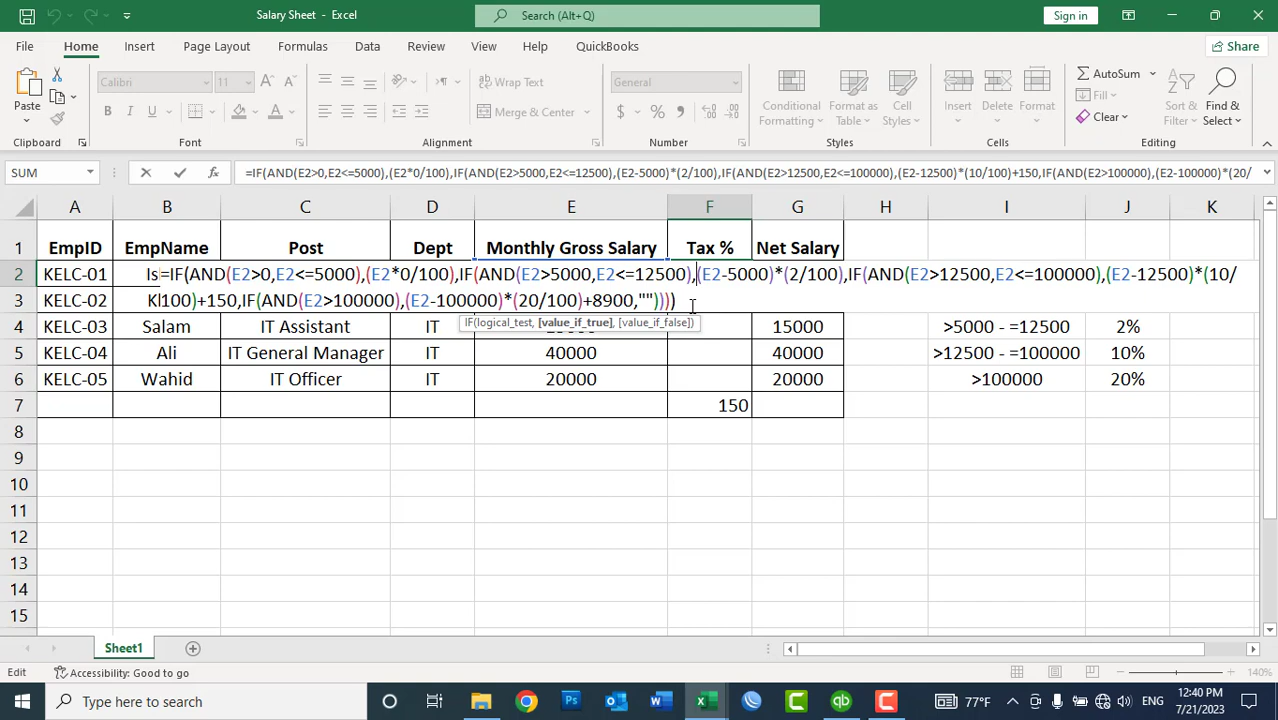 Salary Sheet - Excel
Search (Alt+Q)
Sign in
File Home Insert Page Layout Formulas Data Review View Help QuickBooks
Share
Paste
Calibri 11
B I U
Wrap Text
Merge & Center
General
Conditional Formatting
Format as Table
Cell Styles
Insert Delete Format
AutoSum
Fill
Clear
Sort & Filter
Find & Select
Clipboard Font Alignment Number Styles Cells Editing
SUM
fx
=IF(AND(E2>0,E2<=5000),(E2*0/100),IF(AND(E2>5000,E2<=12500),(E2-5000)*(2/100),IF(AND(E2>12500,E2<=100000),(E2-12500)*(10/100)+150,IF(AND(E2>100000),(E2-100000)*(20/
A B C D E F G H I J K
1 EmpID EmpName Post Dept Monthly Gross Salary Tax % Net Salary
2 KELC-01 Is=IF(AND(E2>0,E2<=5000),(E2*0/100),IF(AND(E2>5000,E2<=12500),(E2-5000)*(2/100),IF(AND(E2>12500,E2<=100000),(E2-12500)*(10/
3 KELC-02 Kl100)+150,IF(AND(E2>100000),(E2-100000)*(20/100)+8900,""))))
IF(logical_test, [value_if_true], [value_if_false])
4 KELC-03 Salam IT Assistant IT 15000 >5000 - =12500 2%
5 KELC-04 Ali IT General Manager IT 40000 40000 >12500 - =100000 10%
6 KELC-05 Wahid IT Officer IT 20000 20000 >100000 20%
7 150
8
9
10
11
12
13
14
15
Sheet1
Edit
Accessibility: Good to go
140%
Type here to search
77°F
ENG
12:40 PM
7/21/2023